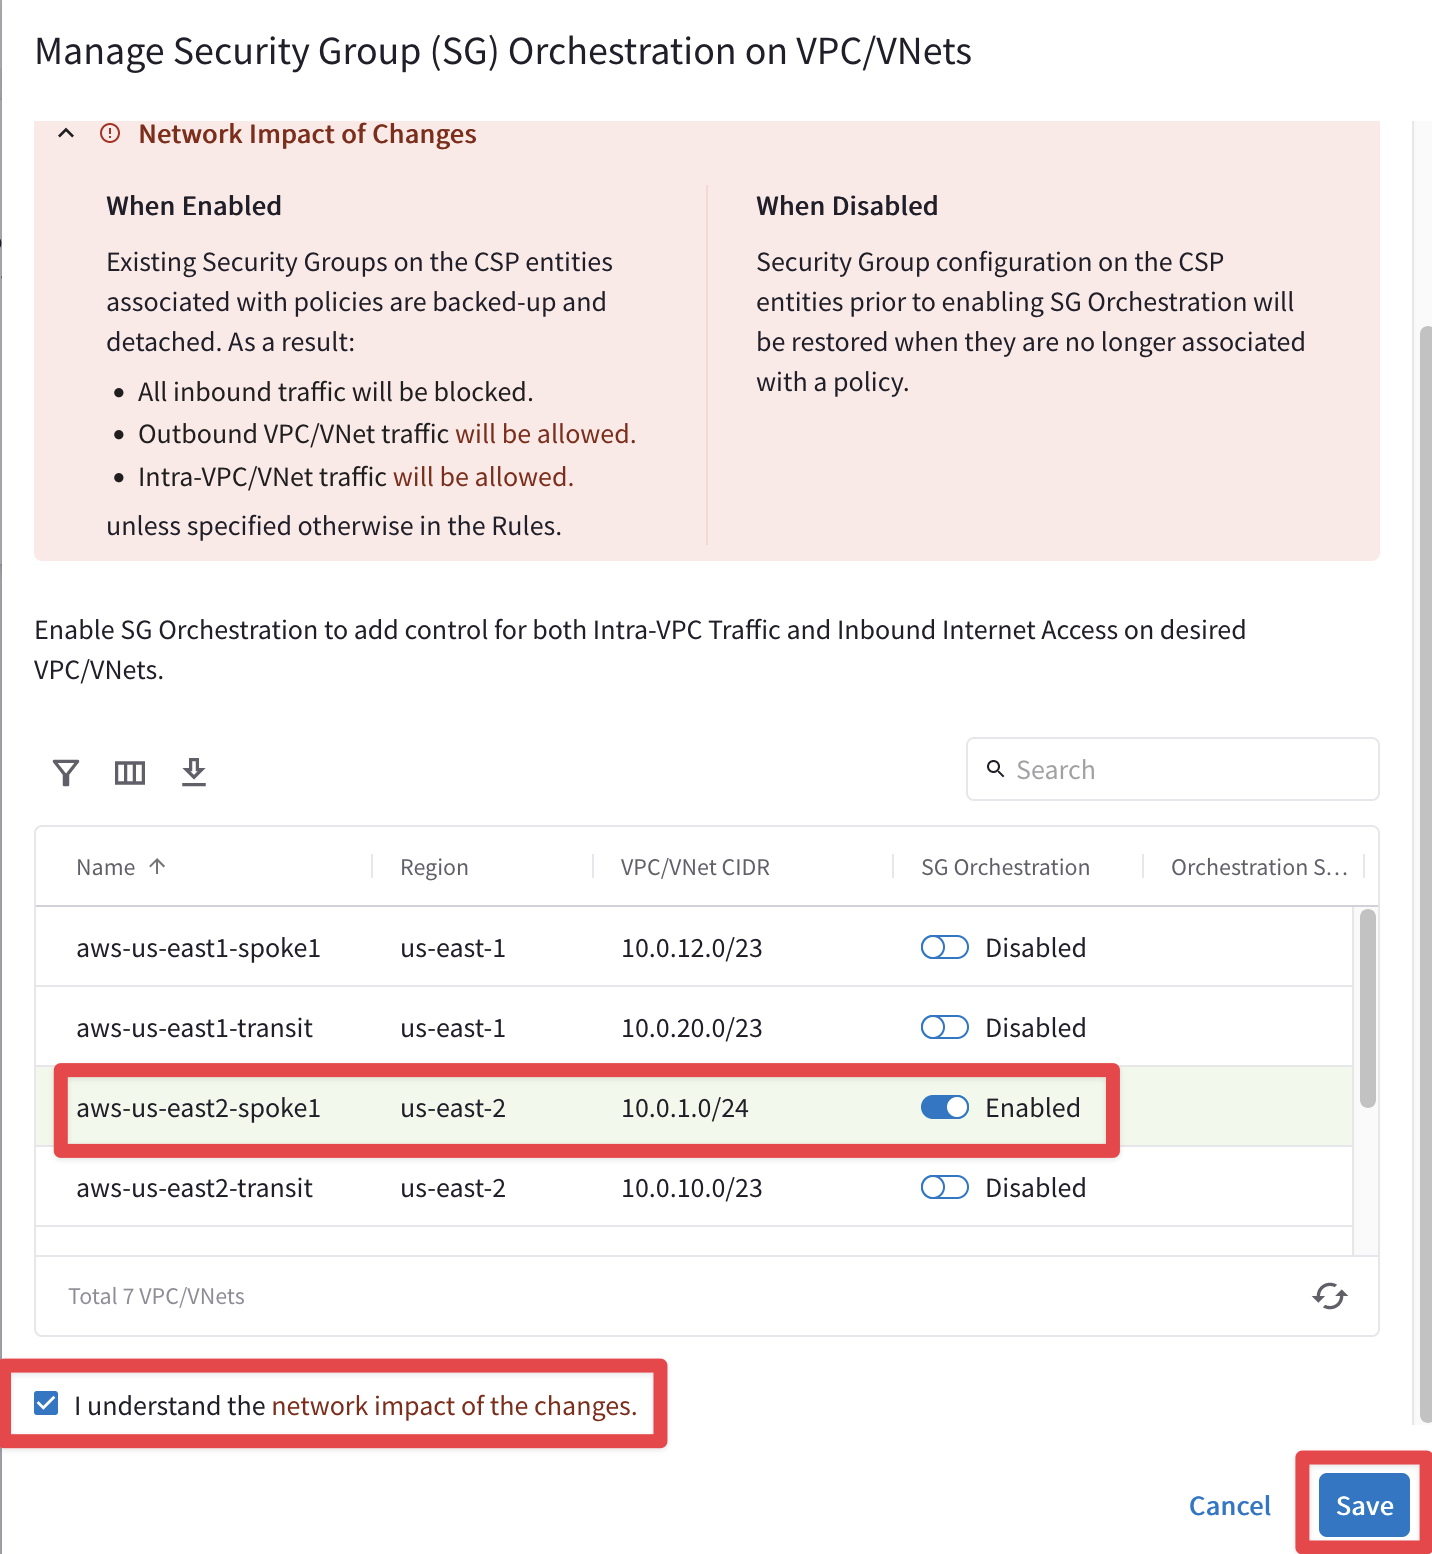 Manage Security Group (SG) Orchestration on VPC/VNets
Network Impact of Changes
When Enabled
Existing Security Groups on the CSP entities
associated with policies are backed-up and
detached. As a result:
• All inbound traffic will be blocked.
• Outbound VPC/VNet traffic will be allowed.
• Intra-VPC/VNet traffic will be allowed.
unless specified otherwise in the Rules.
When Disabled
Security Group configuration on the CSP
entities prior to enabling SG Orchestration will
be restored when they are no longer associated
with a policy.
Enable SG Orchestration to add control for both Intra-VPC Traffic and Inbound Internet Access on desired
VPC/VNets.
Search
Name Region VPC/VNet CIDR SG Orchestration Orchestration S...
aws-us-east1-spoke1 us-east-1 10.0.12.0/23 Disabled
aws-us-east1-transit us-east-1 10.0.20.0/23 Disabled
aws-us-east2-spoke1 us-east-2 10.0.1.0/24 Enabled
aws-us-east2-transit us-east-2 10.0.10.0/23 Disabled
Total 7 VPC/VNets
I understand the network impact of the changes.
Cancel Save